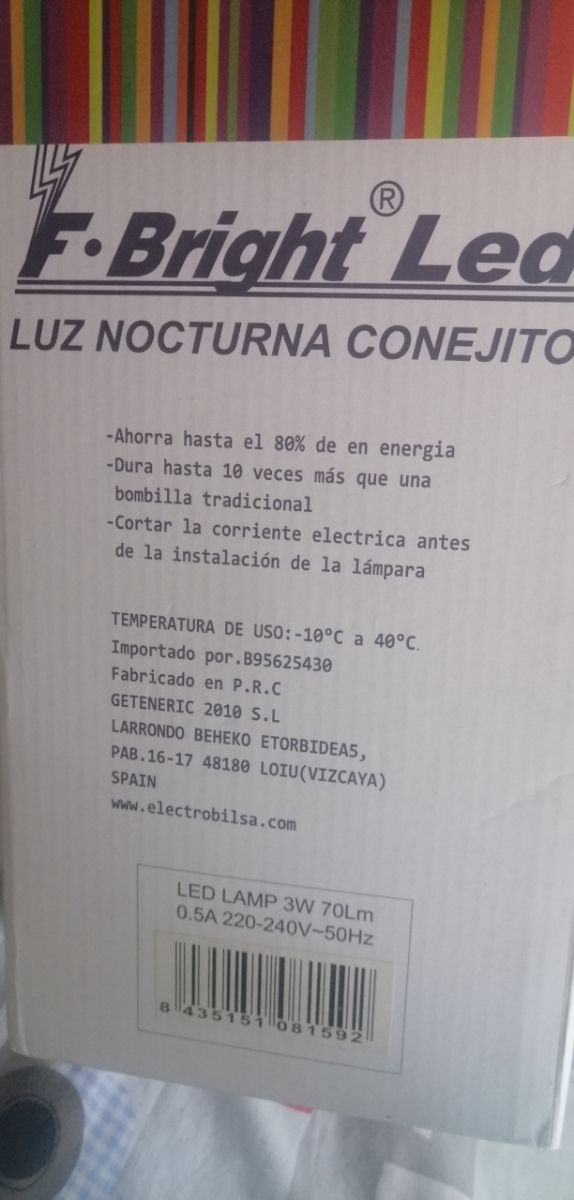 F·Bright® Led
LUZ NOCTURNA CONEJITO
-Ahorra hasta el 80% de en energia
-Dura hasta 10 veces más que una
bombilla tradicional
-Cortar la corriente electrica antes
de la instalación de la lámpara
TEMPERATURA DE USO:-10°C a 40°C.
Importado por.B95625430
Fabricado en P.R.C
GETENERIC 2010 S.L
LARRONDO BEHEKO ETORBIDEA5,
PAB.16-17 48180 LOIU(VIZCAYA)
SPAIN
www.electrobilsa.com
LED LAMP 3W 70Lm
0.5A 220-240V~50Hz
8 435151 081592